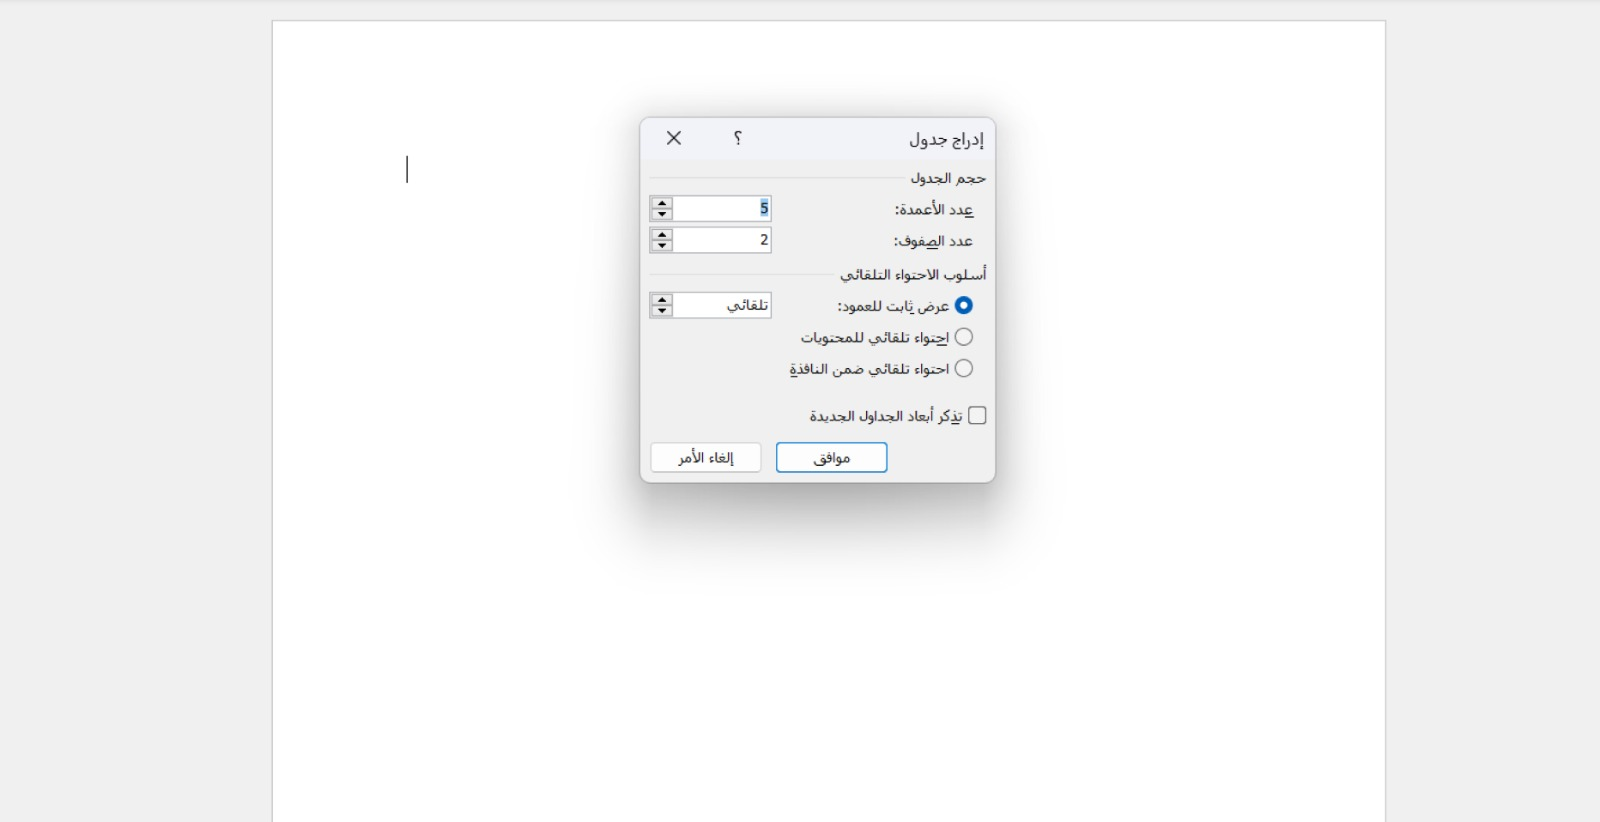 إدراج جدول ؟
حجم الجدول
عدد الأعمدة: 5
عدد الصفوف: 2
أسلوب الاحتواء التلقائي
عرض ثابت للعمود: تلقائي
احتواء تلقائي للمحتويات
احتواء تلقائي ضمن النافذة
تذكر أبعاد الجداول الجديدة
موافق إلغاء الأمر